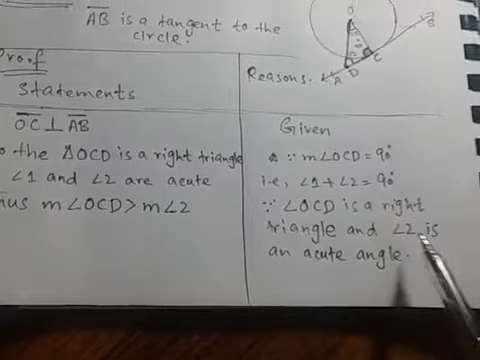 AB is a tangent to the
circle.
O
B
C
A
D
Proof
Statements
Reasons.
OC ⊥ AB
Given
the ΔOCD is a right triangle
∵ m∠OCD = 90°
∠1 and ∠2 are acute
i.e, ∠1 + ∠2 = 90°
m∠OCD > m∠2
∵ ∠OCD is a right
triangle and ∠2 is
an acute angle.